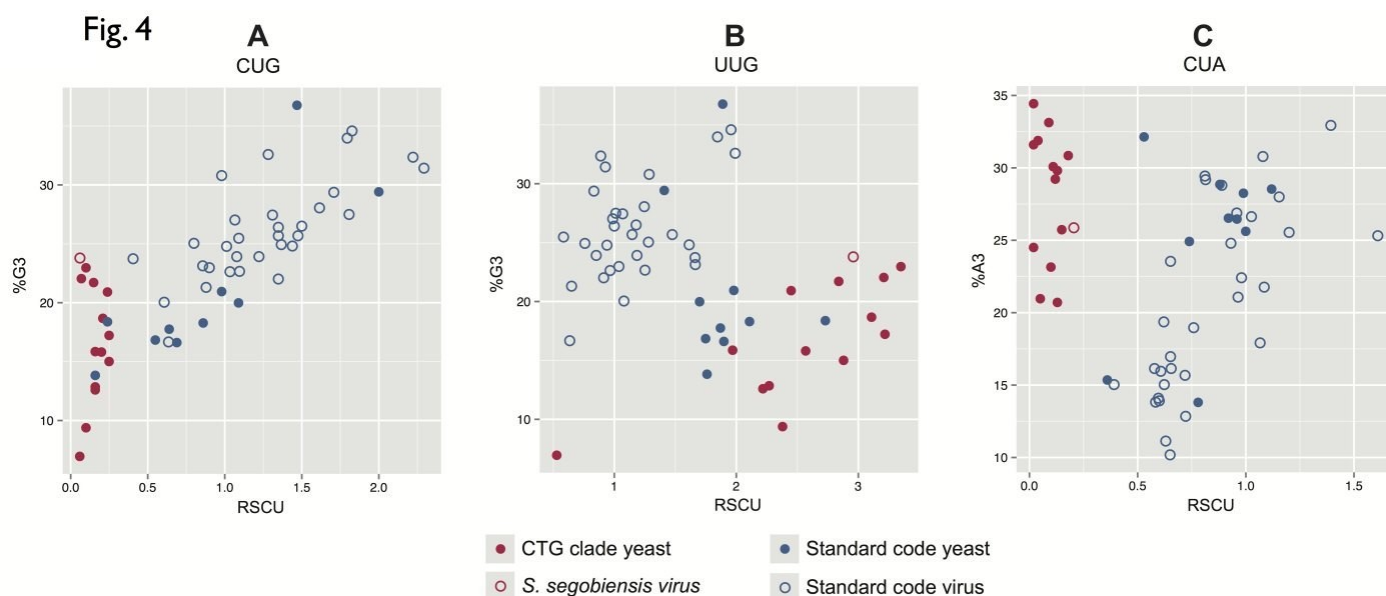 Fig. 4
A
B
C
CUG
UUG
CUA
%G3
30
20
10
0.0
0.5
1.0
1.5
2.0
RSCU
%G3
30
20
10
1
2
3
RSCU
%A3
35
30
25
20
15
10
0.0
0.5
1.0
1.5
RSCU
CTG clade yeast
Standard code yeast
S. segobiensis virus
Standard code virus